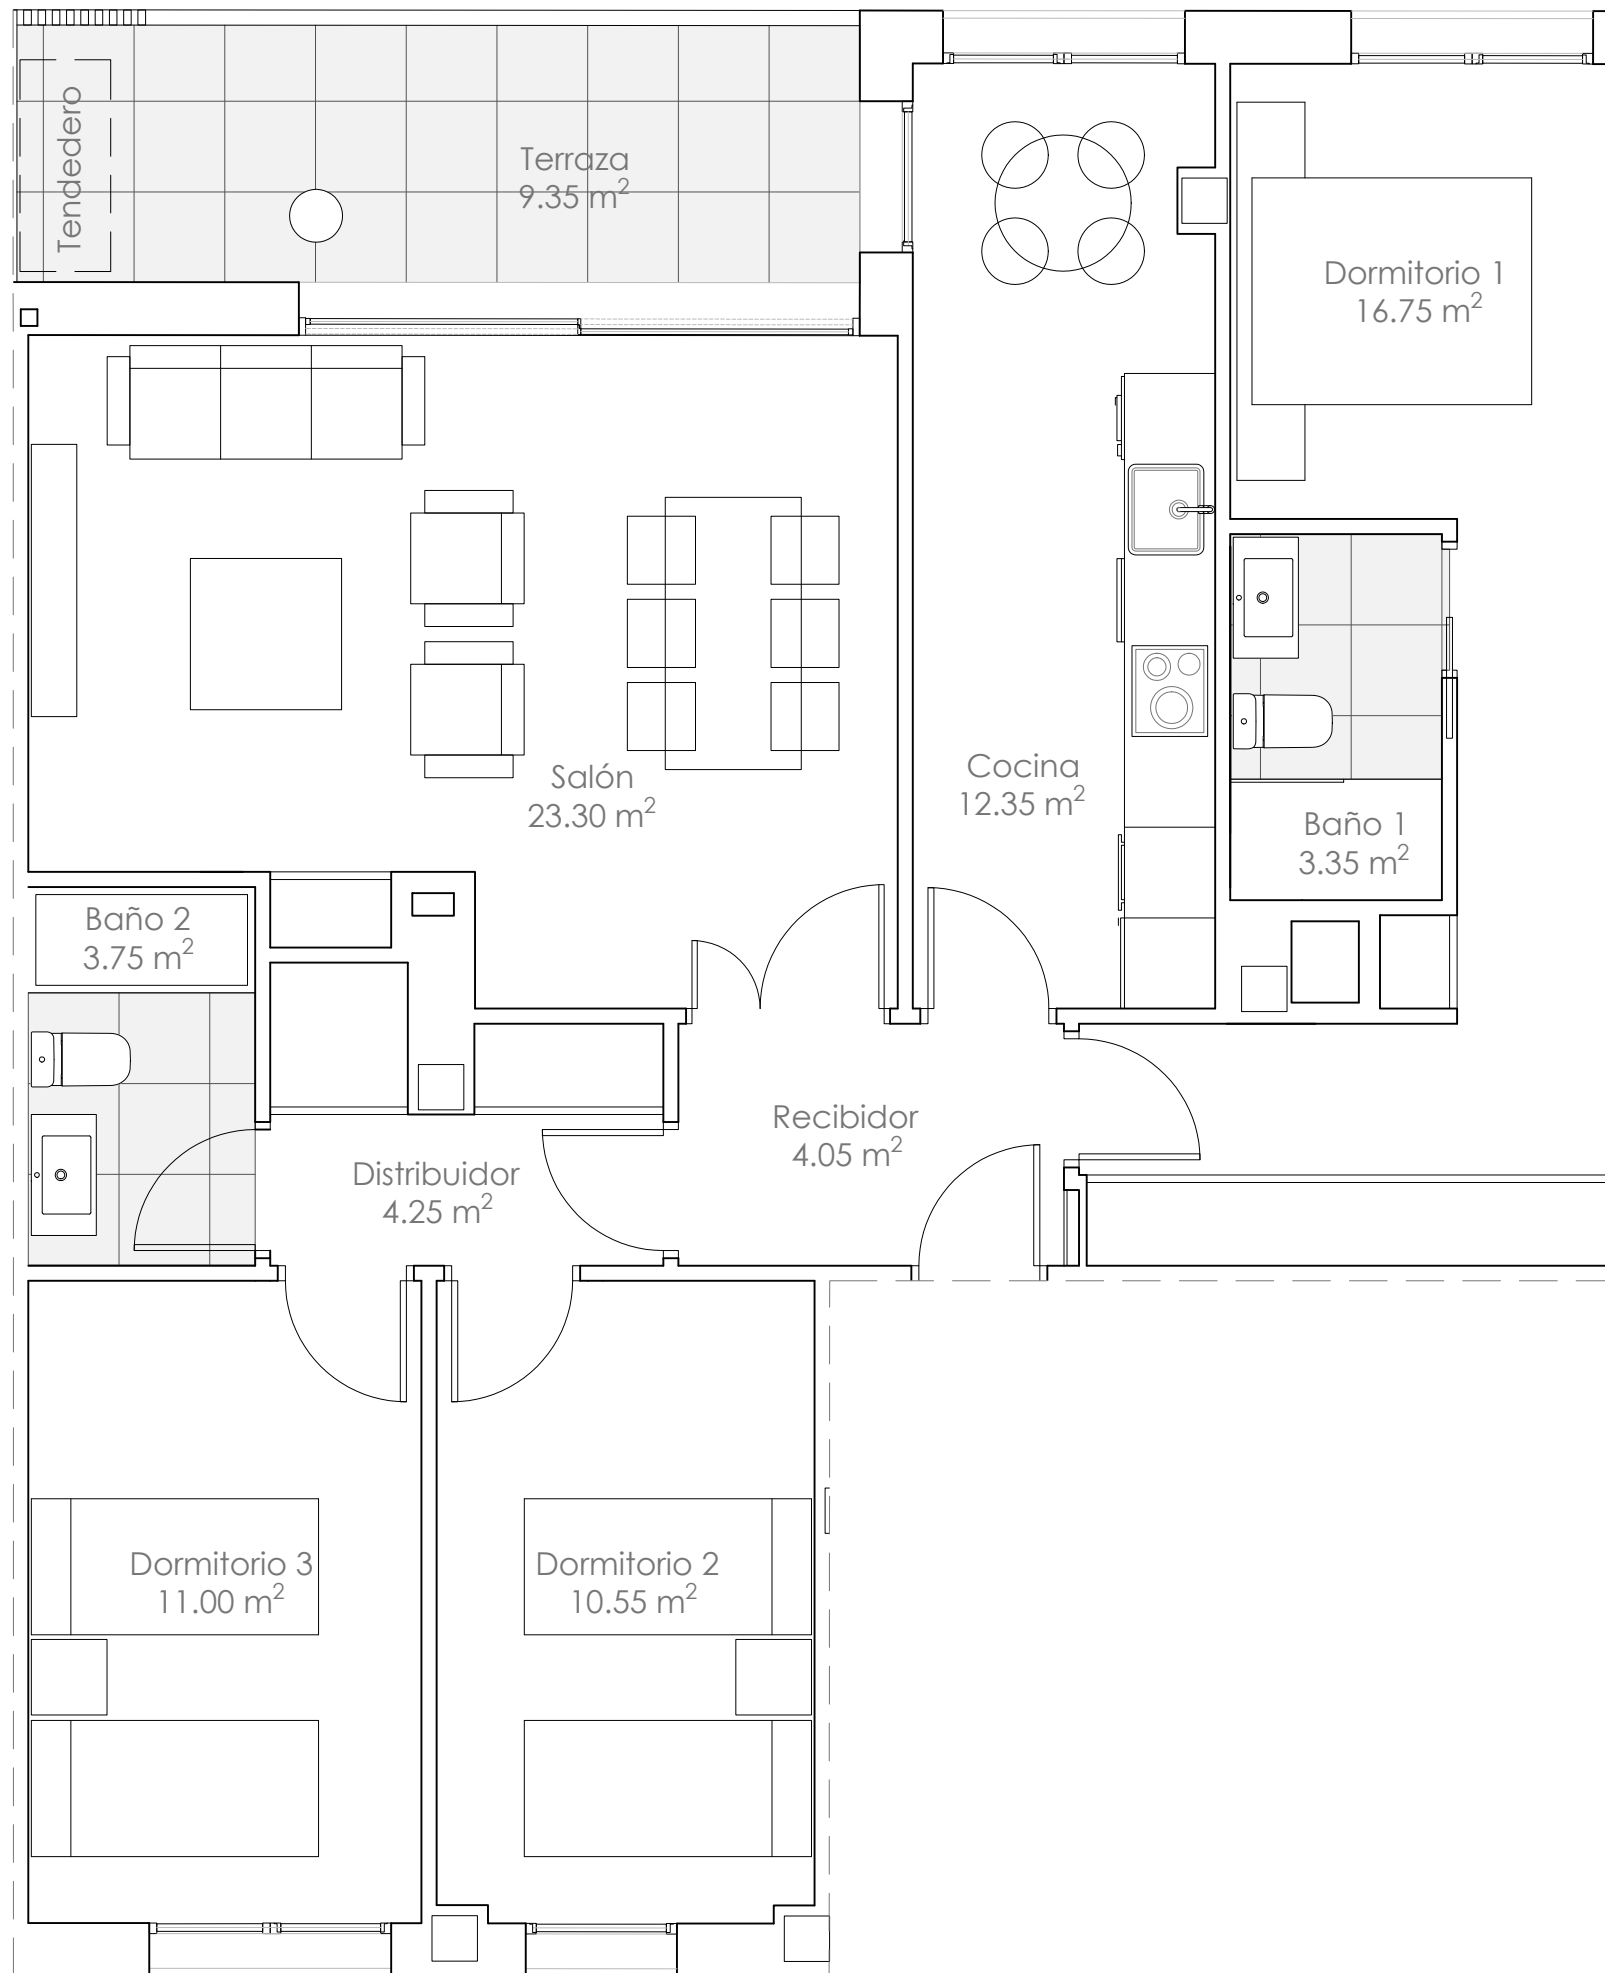 Tendedero
Terraza
9.35 m²
Dormitorio 1
16.75 m²
Salón
23.30 m²
Cocina
12.35 m²
Baño 1
3.35 m²
Baño 2
3.75 m²
Recibidor
4.05 m²
Distribuidor
4.25 m²
Dormitorio 3
11.00 m²
Dormitorio 2
10.55 m²